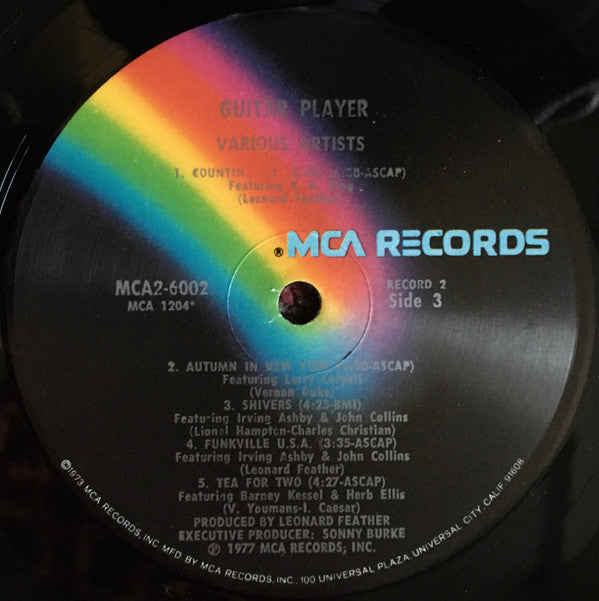 GUITAR PLAYER
VARIOUS ARTISTS
1. COUNTIN.
Featuring B. B. King
(Leonard Feather)
® MCA RECORDS
MCA2-6002
MCA 1204*
RECORD 2
Side 3
2. AUTUMN IN NEW YORK
Featuring Larry Coryell
(Vernon Duke)
3. SHIVERS (4:25-BMI)
Featuring Irving Ashby & John Collins
(Lionel Hampton-Charles Christian)
4. FUNKVILLE U.S.A. (3:35-ASCAP)
Featuring Irving Ashby & John Collins
(Leonard Feather)
5. TEA FOR TWO (4:27-ASCAP)
Featuring Barney Kessel & Herb Ellis
(V. Youmans-I. Caesar)
PRODUCED BY LEONARD FEATHER
EXECUTIVE PRODUCER: SONNY BURKE
℗ 1977 MCA RECORDS, INC.
©1973 MCA RECORDS, INC. MFD. BY MCA RECORDS, INC., 100 UNIVERSAL PLAZA, UNIVERSAL CITY, CALIF. 91608